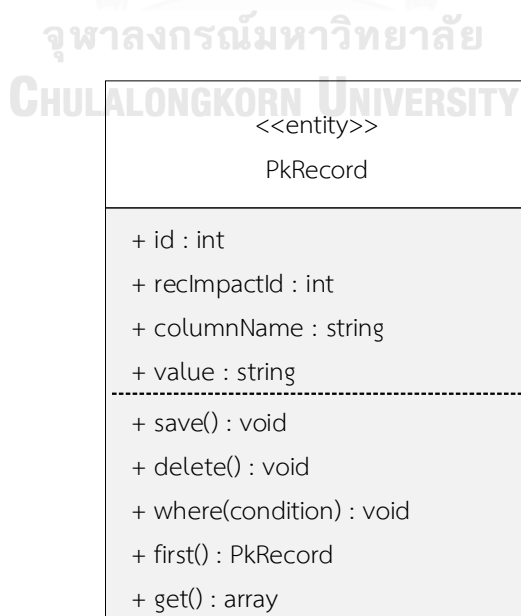 จุฬาลงกรณ์มหาวิทยาลัย
CHULALONGKORN UNIVERSITY
<<entity>>
PkRecord
+ id : int
+ recImpactId : int
+ columnName : string
+ value : string
+ save() : void
+ delete() : void
+ where(condition) : void
+ first() : PkRecord
+ get() : array